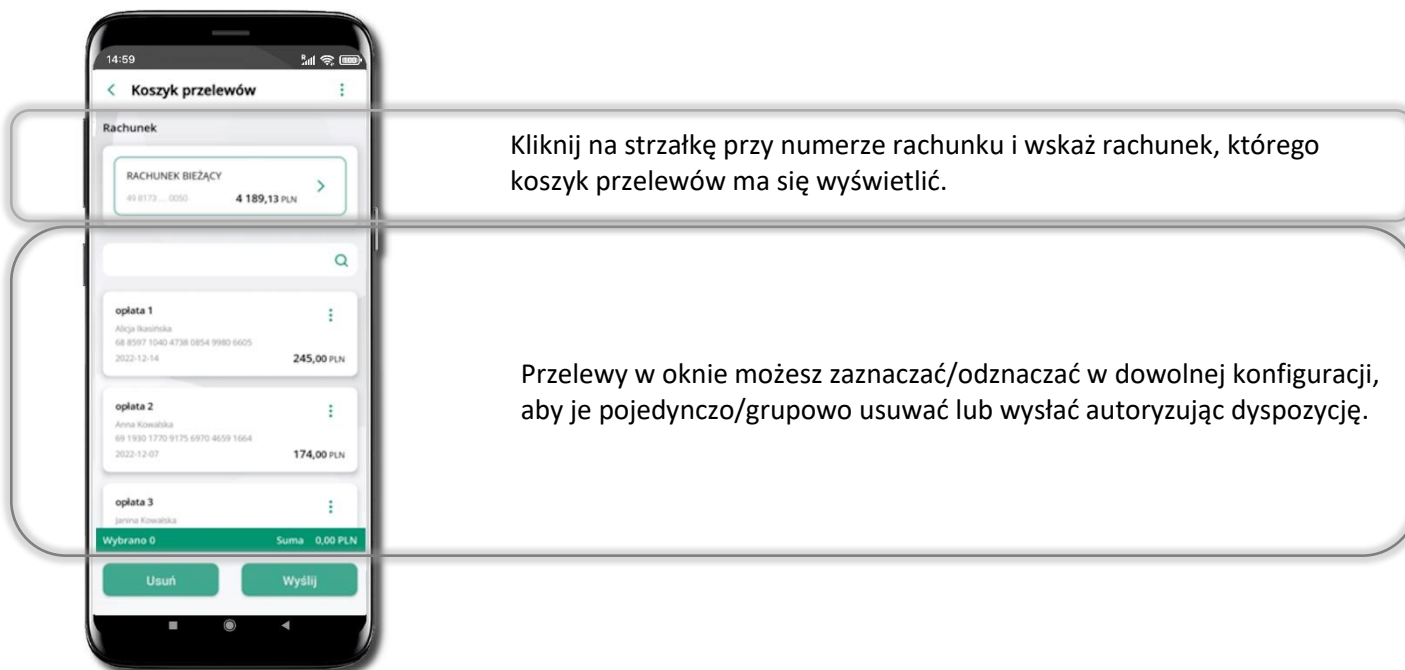 14:59
Koszyk przelewów
Rachunek
RACHUNEK BIEŻĄCY
49 8173 ... 0050 4 189,13 PLN
Kliknij na strzałkę przy numerze rachunku i wskaż rachunek, którego
koszyk przelewów ma się wyświetlić.
opłata 1
Alicja Ikasińska
68 8597 1040 4738 0854 9980 6605
2022-12-14 245,00 PLN
opłata 2
Anna Kowalska
69 1930 1770 9175 6970 4659 1664
2022-12-07 174,00 PLN
opłata 3
Janina Kowalska
Wybrano 0 Suma 0,00 PLN
Usuń Wyślij
Przelewy w oknie możesz zaznaczać/odznaczać w dowolnej konfiguracji,
aby je pojedynczo/grupowo usuwać lub wysłać autoryzując dyspozycję.